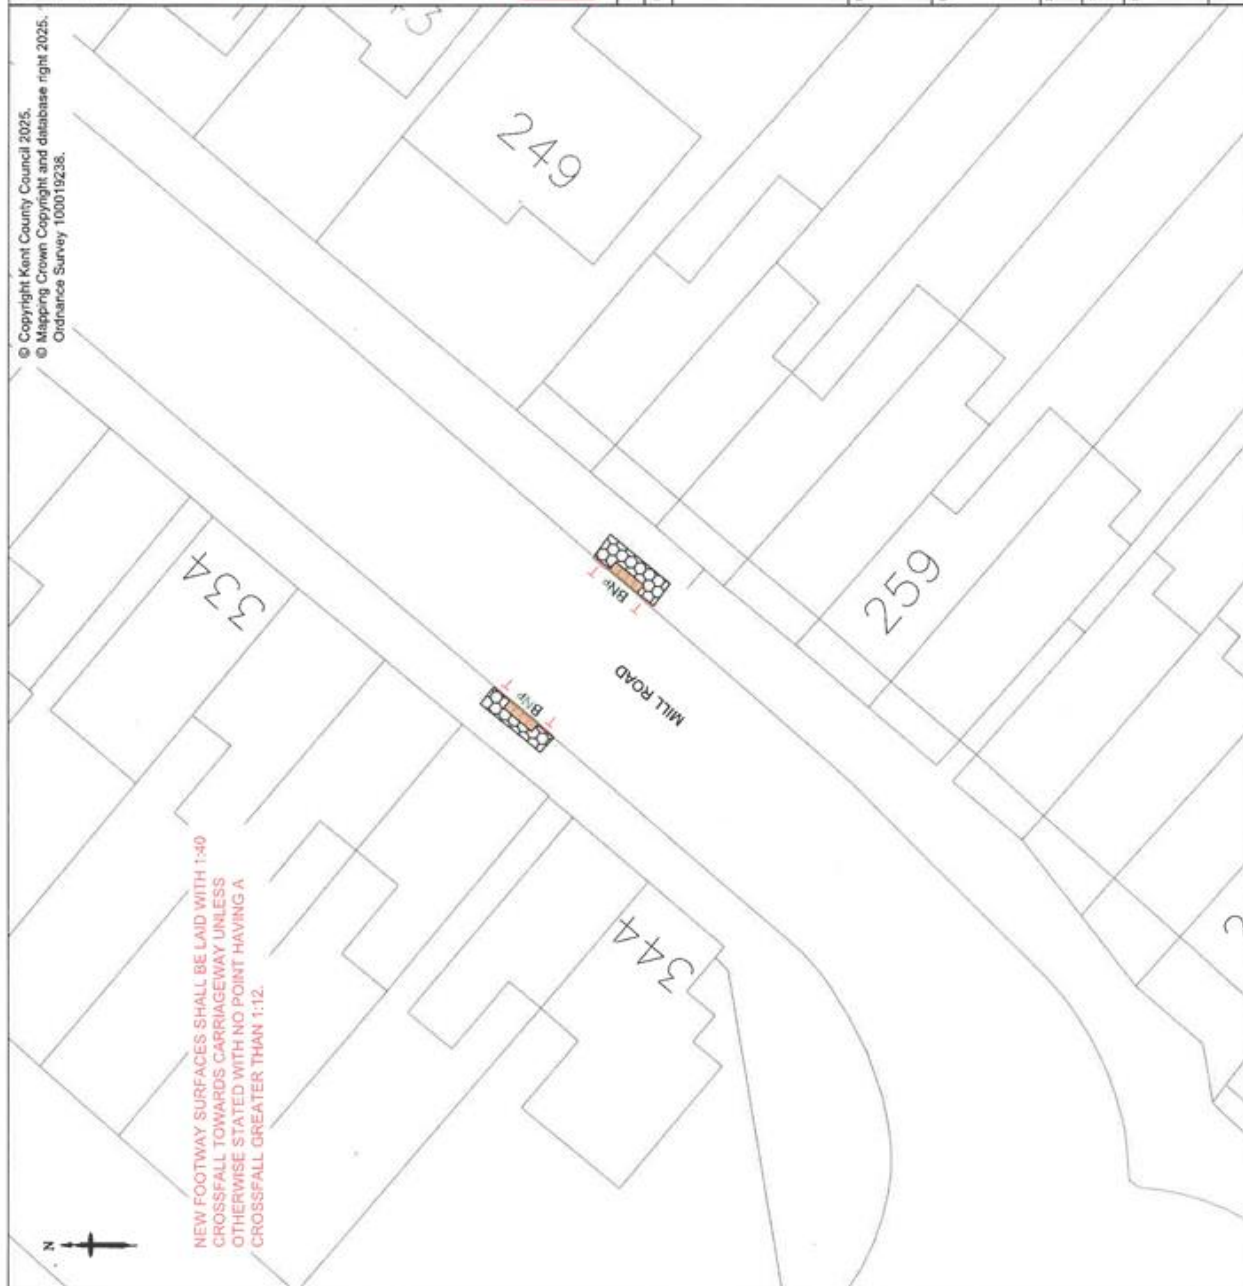 © Copyright Kent County Council 2025.
© Mapping Crown Copyright and database right 2025.
Ordnance Survey 100019238.
N
NEW FOOTWAY SURFACES SHALL BE LAID WITH 1:40
CROSSFALL TOWARDS CARRIAGEWAY UNLESS
OTHERWISE STATED WITH NO POINT HAVING A
CROSSFALL GREATER THAN 1:12.
249
334
T
BNP
T
T
BNP
T
MILL ROAD
259
344